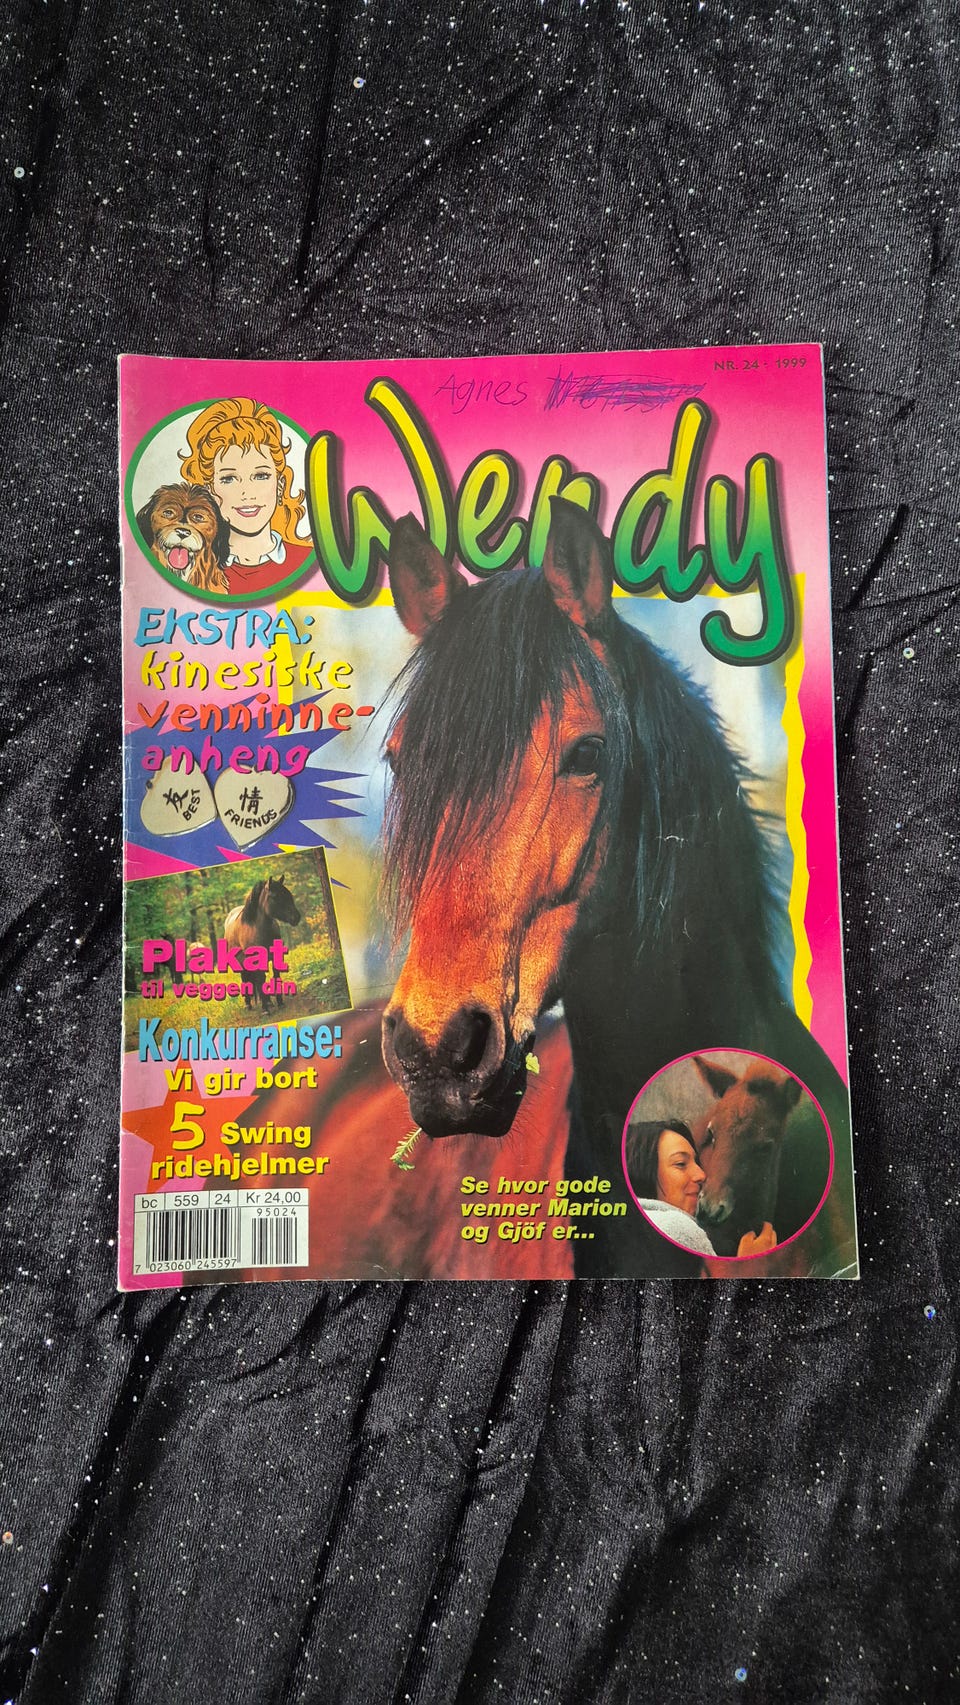 NR. 24 - 1999
Agnes
Wendy
EKSTRA:
kinesiske
venninne-
anheng
友 情
BEST
FRIENDS
Plakat
til veggen din
Konkurranse:
Vi gir bort
5 Swing
ridehjelmer
Se hvor gode
venner Marion
og Gjöf er...
bc 559 24 Kr 24,00
95024
7 023060 245597